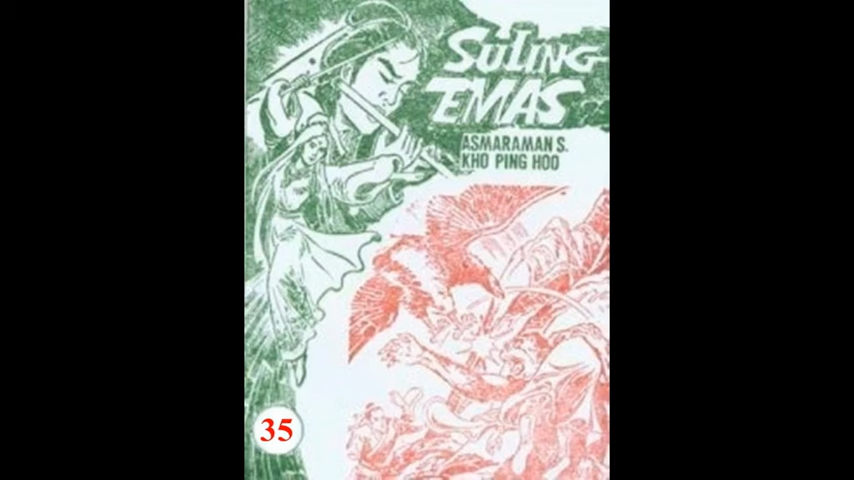 SULING
EMAS
ASMARAMAN S.
KHO PING HOO
35